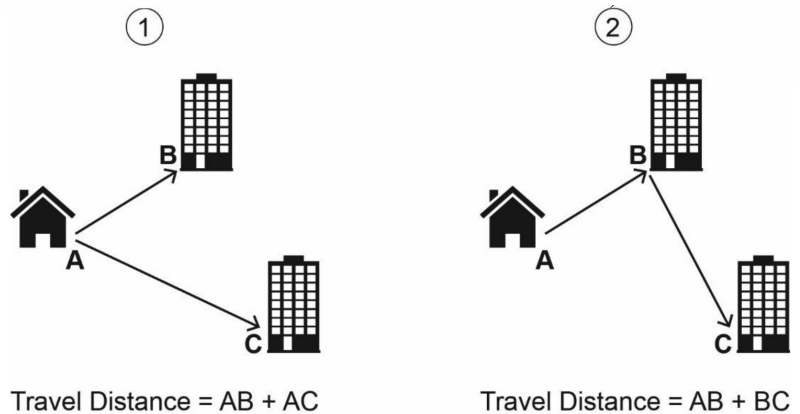 1
B
A
C
Travel Distance = AB + AC
2
B
A
C
Travel Distance = AB + BC